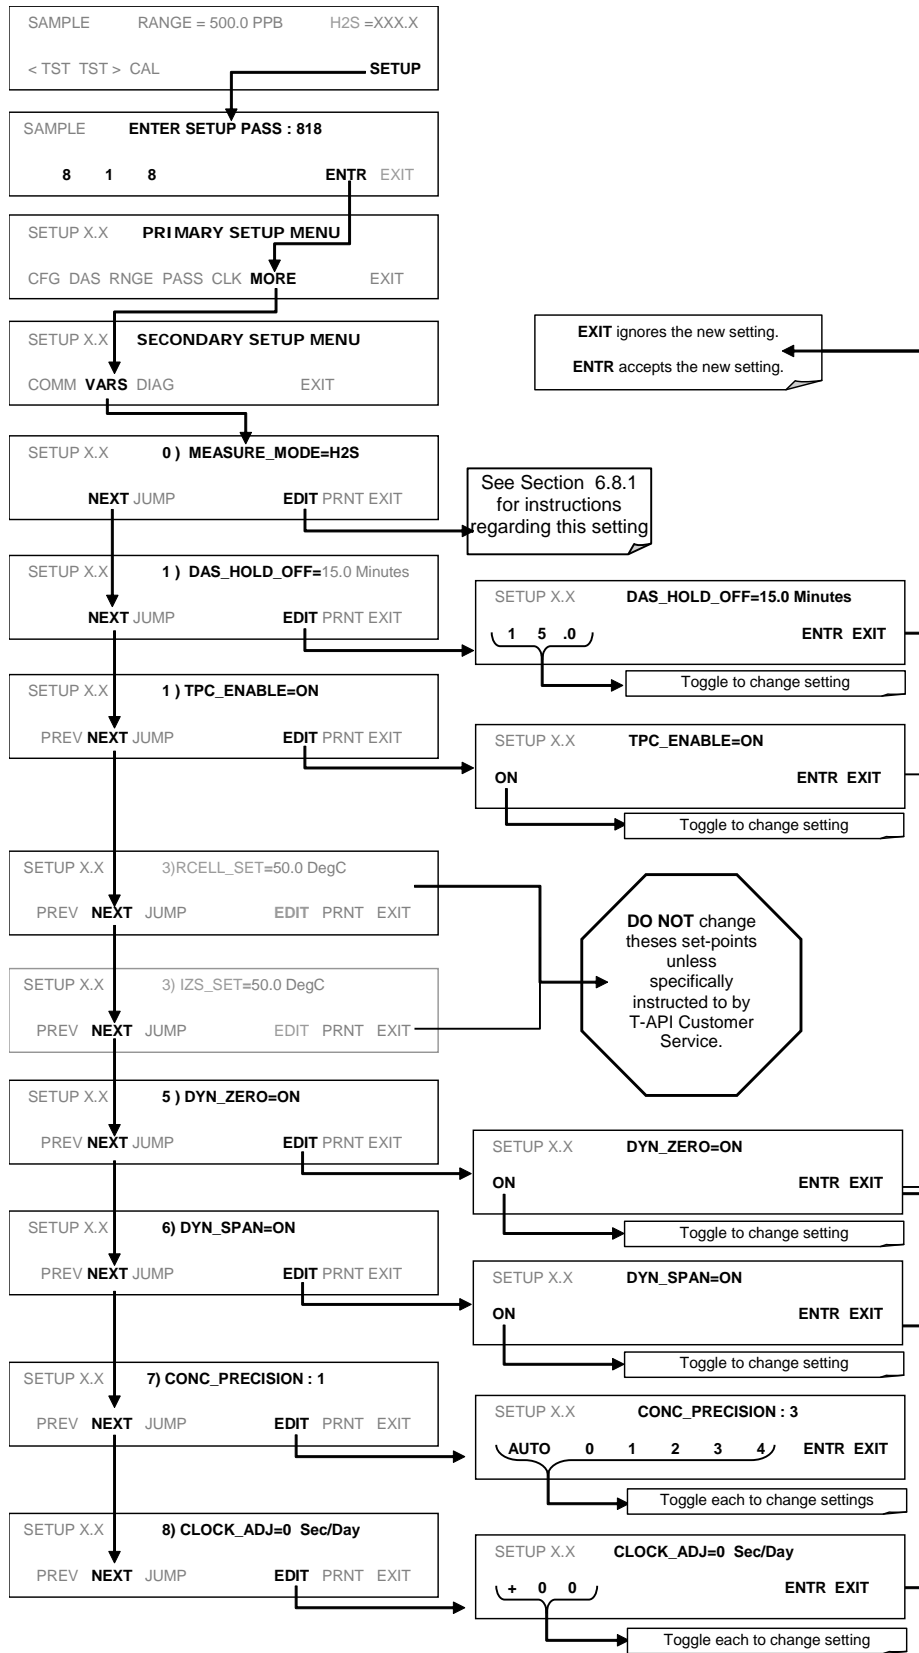 SAMPLE RANGE = 500.0 PPB H2S =XXX.X
< TST TST > CAL SETUP
SAMPLE ENTER SETUP PASS : 818
8 1 8 ENTR EXIT
SETUP X.X PRIMARY SETUP MENU
CFG DAS RNGE PASS CLK MORE EXIT
SETUP X.X SECONDARY SETUP MENU
COMM VARS DIAG EXIT
EXIT ignores the new setting.
ENTR accepts the new setting.
SETUP X.X 0 ) MEASURE_MODE=H2S
NEXT JUMP EDIT PRNT EXIT
See Section 6.8.1
for instructions
regarding this setting
SETUP X.X 1 ) DAS_HOLD_OFF=15.0 Minutes
NEXT JUMP EDIT PRNT EXIT
SETUP X.X DAS_HOLD_OFF=15.0 Minutes
1 5 .0 ENTR EXIT
Toggle to change setting
SETUP X.X 1 ) TPC_ENABLE=ON
PREV NEXT JUMP EDIT PRNT EXIT
SETUP X.X TPC_ENABLE=ON
ON ENTR EXIT
Toggle to change setting
SETUP X.X 3)RCELL_SET=50.0 DegC
PREV NEXT JUMP EDIT PRNT EXIT
SETUP X.X 3) IZS_SET=50.0 DegC
PREV NEXT JUMP EDIT PRNT EXIT
DO NOT change
theses set-points
unless
specifically
instructed to by
T-API Customer
Service.
SETUP X.X 5 ) DYN_ZERO=ON
PREV NEXT JUMP EDIT PRNT EXIT
SETUP X.X DYN_ZERO=ON
ON ENTR EXIT
Toggle to change setting
SETUP X.X 6) DYN_SPAN=ON
PREV NEXT JUMP EDIT PRNT EXIT
SETUP X.X DYN_SPAN=ON
ON ENTR EXIT
Toggle to change setting
SETUP X.X 7) CONC_PRECISION : 1
PREV NEXT JUMP EDIT PRNT EXIT
SETUP X.X CONC_PRECISION : 3
AUTO 0 1 2 3 4 ENTR EXIT
Toggle each to change settings
SETUP X.X 8) CLOCK_ADJ=0 Sec/Day
PREV NEXT JUMP EDIT PRNT EXIT
SETUP X.X CLOCK_ADJ=0 Sec/Day
+ 0 0 ENTR EXIT
Toggle each to change setting